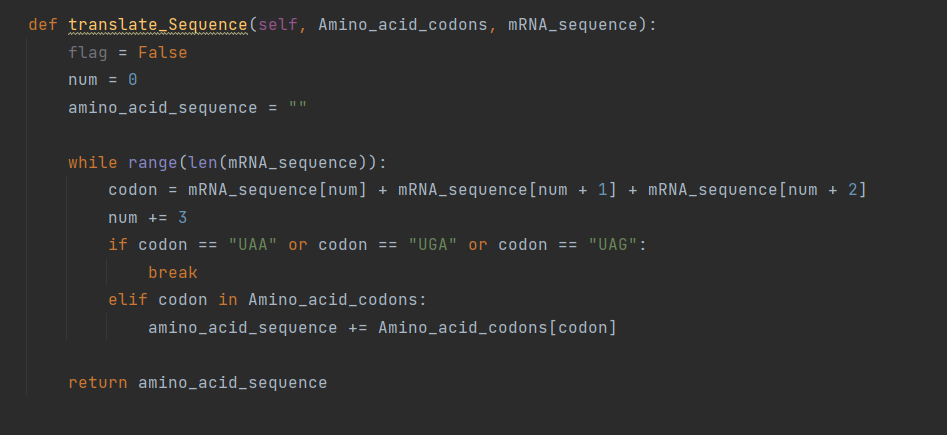 def translate_Sequence(self, Amino_acid_codons, mRNA_sequence):
flag = False
num = 0
amino_acid_sequence = ""
while range(len(mRNA_sequence)):
codon = mRNA_sequence[num] + mRNA_sequence[num + 1] + mRNA_sequence[num + 2]
num += 3
if codon == "UAA" or codon == "UGA" or codon == "UAG":
break
elif codon in Amino_acid_codons:
amino_acid_sequence += Amino_acid_codons[codon]
return amino_acid_sequence